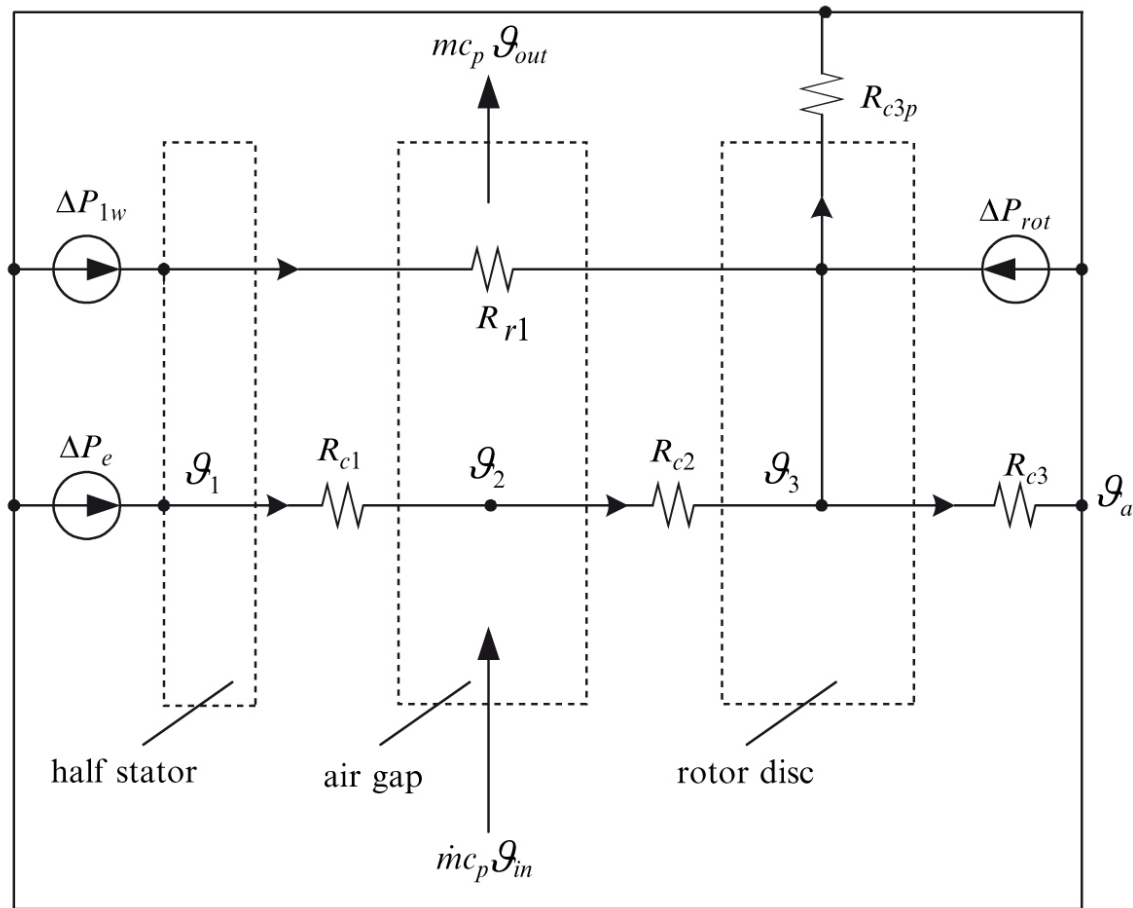 mc_p ϑ_out
R_c3p
ΔP_1w
ΔP_rot
R_r1
ΔP_e
ϑ_1
R_c1
ϑ_2
R_c2
ϑ_3
R_c3
ϑ_a
half stator
air gap
rotor disc
ṁc_p ϑ_in